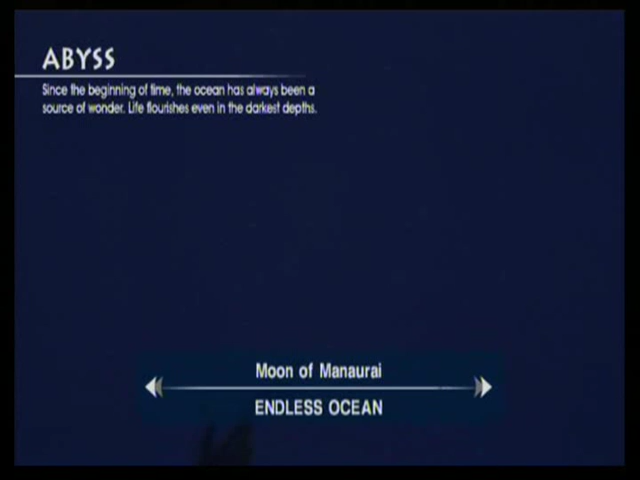 ABYSS
Since the beginning of time, the ocean has always been a
source of wonder. Life flourishes even in the darkest depths.
Moon of Manaurai
ENDLESS OCEAN